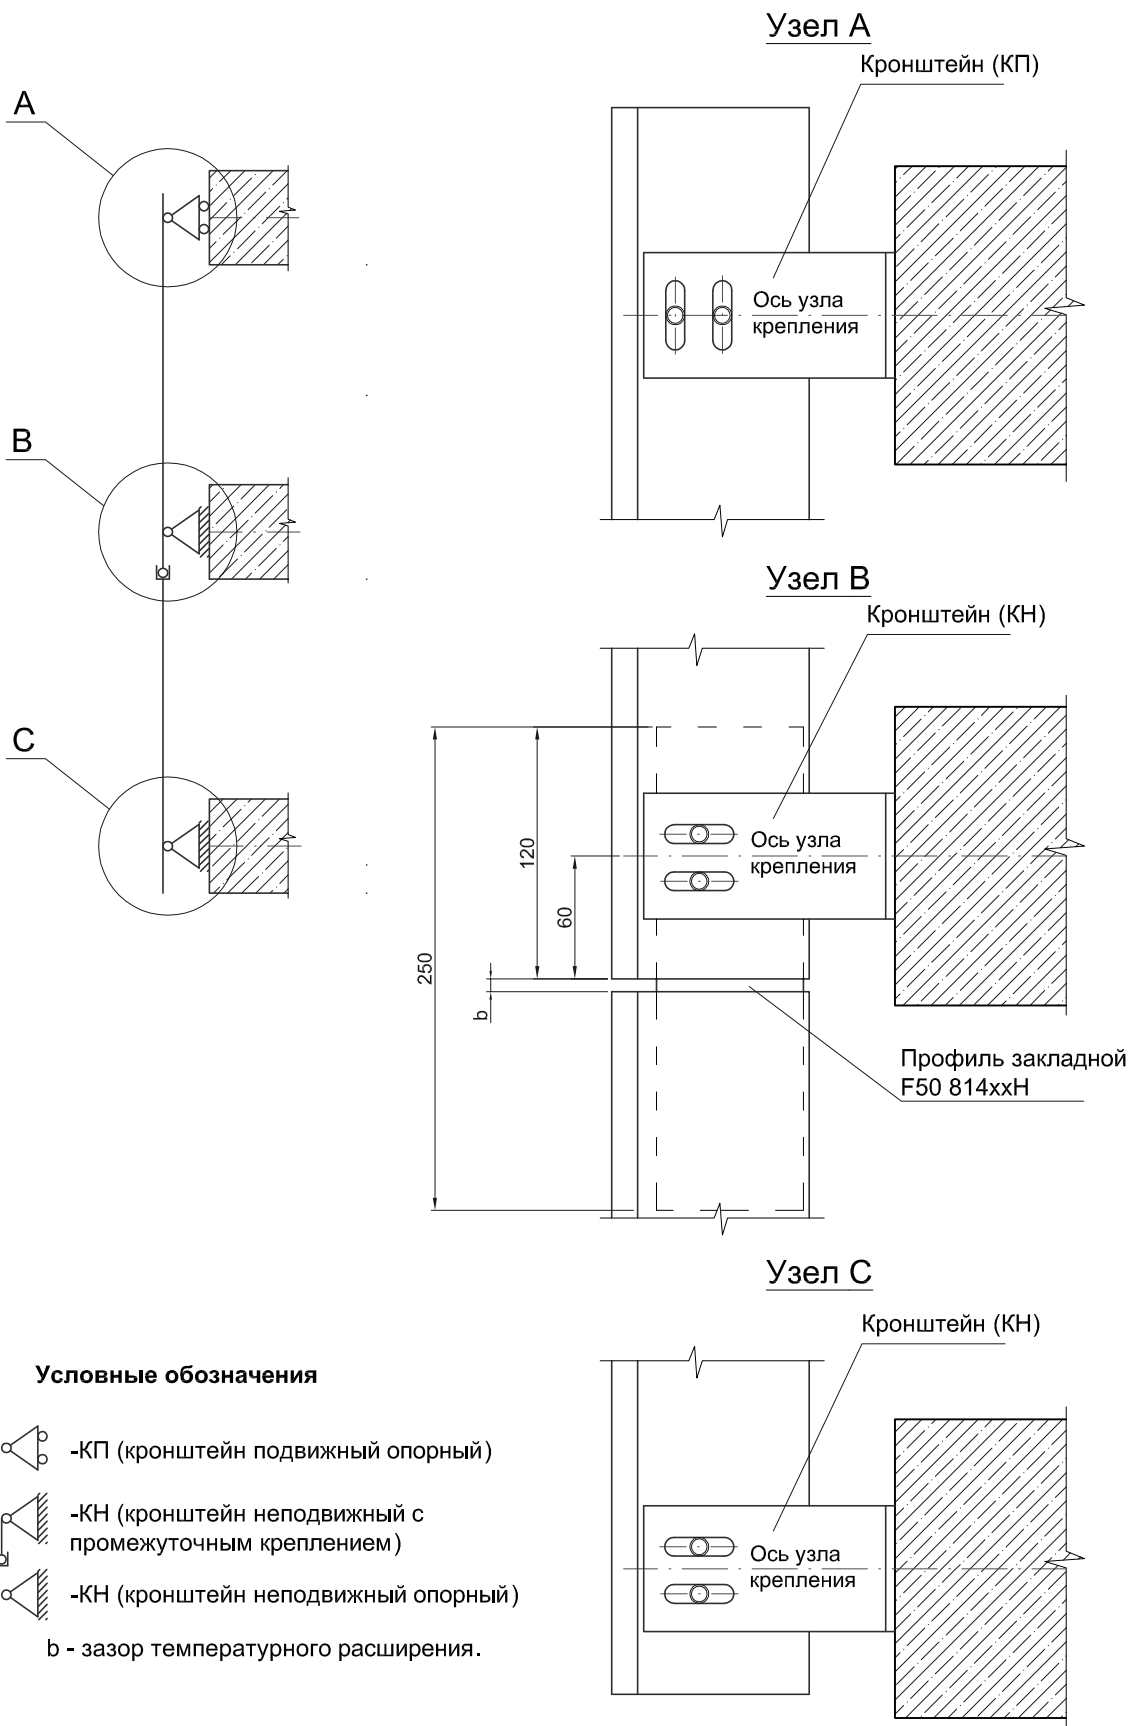 Узел А
Кронштейн (КП)
А
Ось узла
крепления
В
Узел В
Кронштейн (КН)
С
120
Ось узла
крепления
60
250
b
Профиль закладной
F50 814xxН
Узел С
Кронштейн (КН)
Условные обозначения
-КП (кронштейн подвижный опорный)
-КН (кронштейн неподвижный с
промежуточным креплением)
Ось узла
крепления
-КН (кронштейн неподвижный опорный)
b - зазор температурного расширения.